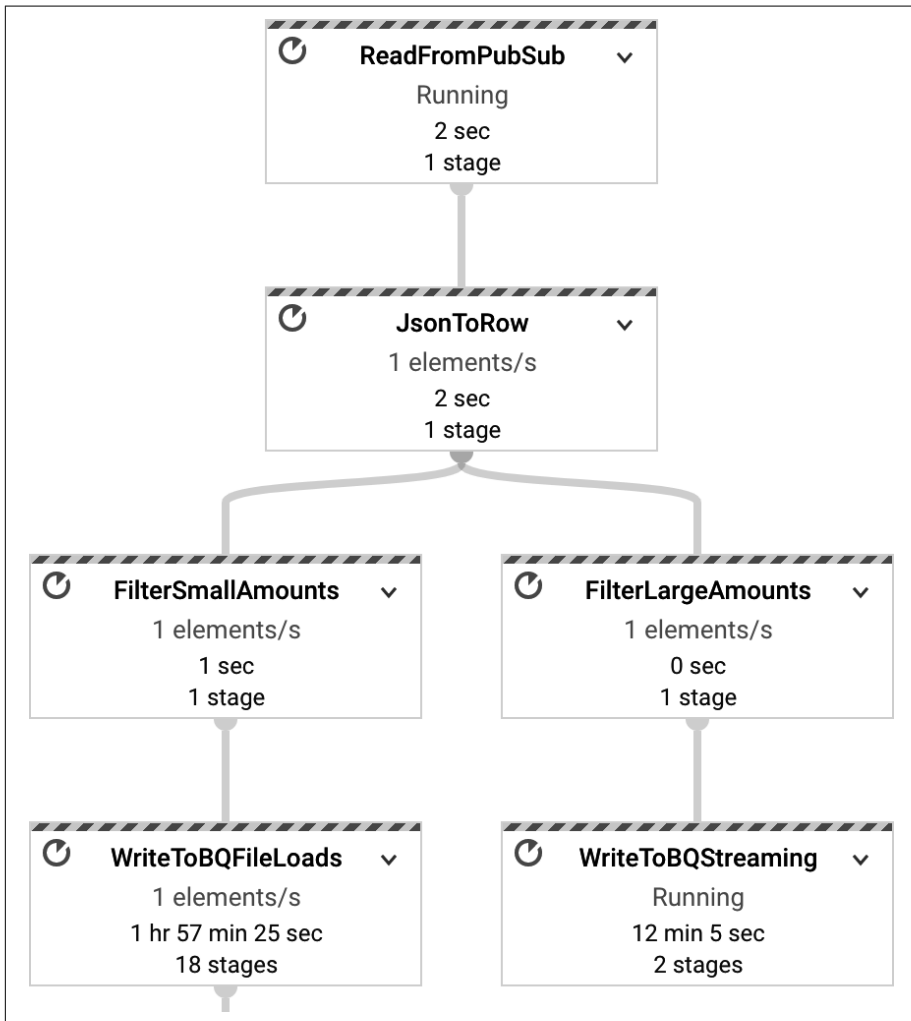 ReadFromPubSub
Running
2 sec
1 stage
JsonToRow
1 elements/s
2 sec
1 stage
FilterSmallAmounts
1 elements/s
1 sec
1 stage
FilterLargeAmounts
1 elements/s
0 sec
1 stage
WriteToBQFileLoads
1 elements/s
1 hr 57 min 25 sec
18 stages
WriteToBQStreaming
Running
12 min 5 sec
2 stages